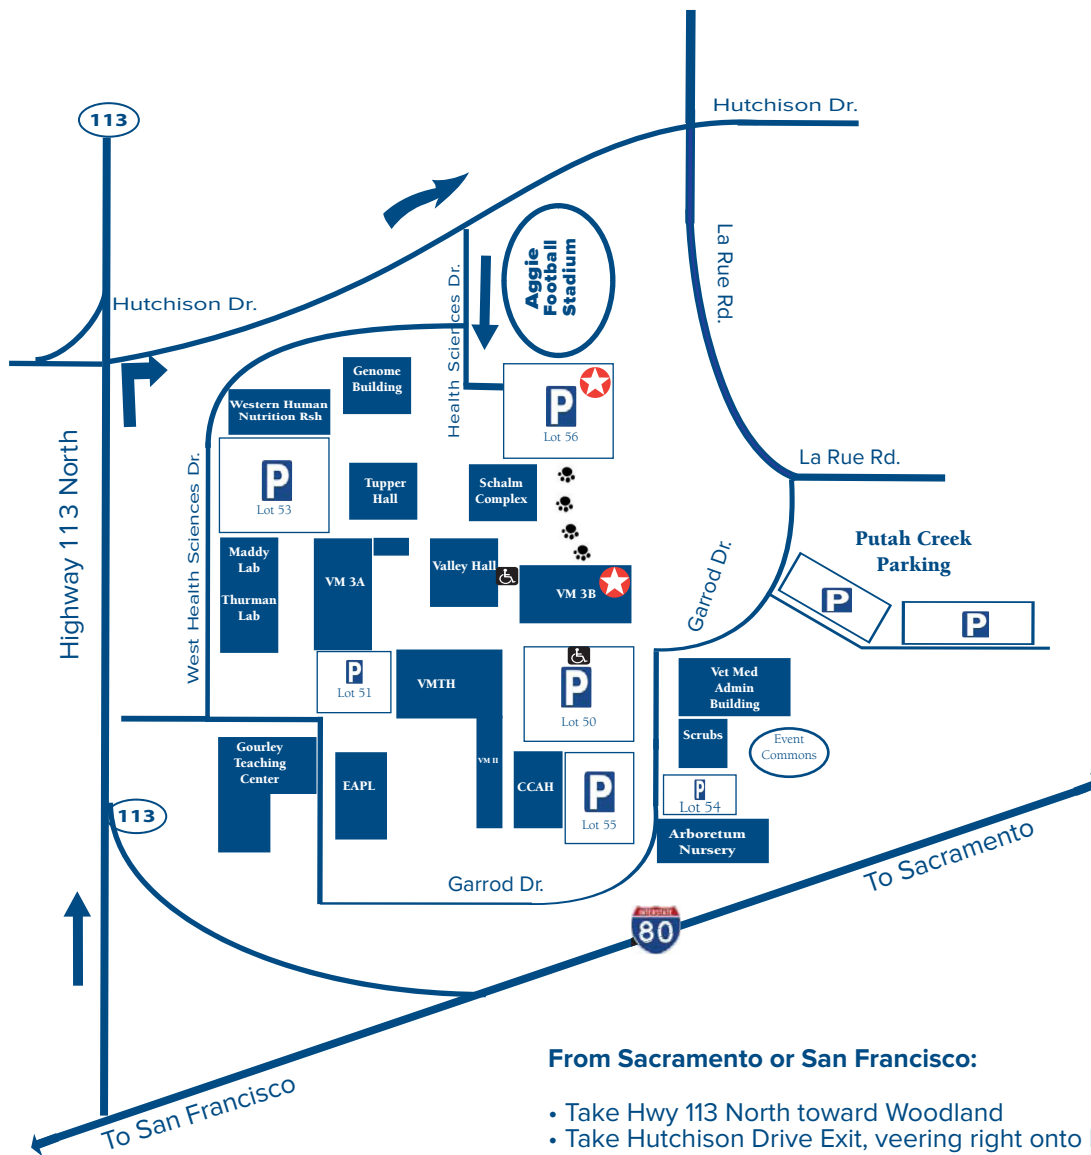 Hutchison Dr.
113
Aggie
Football
Stadium
La Rue Rd.
Health Sciences Dr.
Hutchison Dr.
Genome
Building
Western Human
Nutrition Rsh
P
Lot 56
La Rue Rd.
Highway 113 North
West Health Sciences Dr.
P
Lot 53
Tupper
Hall
Schalm
Complex
Garrod Dr.
Putah Creek
Parking
P
P
Maddy
Lab
Thurman
Lab
VM 3A
Valley Hall
VM 3B
P
Lot 51
VMTH
P
Lot 50
Vet Med
Admin
Building
Scrubs
Event
Commons
Gourley
Teaching
Center
EAPL
VM II
CCAH
P
Lot 55
P
Lot 54
113
Arboretum
Nursery
Garrod Dr.
To Sacramento
INTERSTATE
80
To San Francisco
From Sacramento or San Francisco:
• Take Hwy 113 North toward Woodland
• Take Hutchison Drive Exit, veering right onto